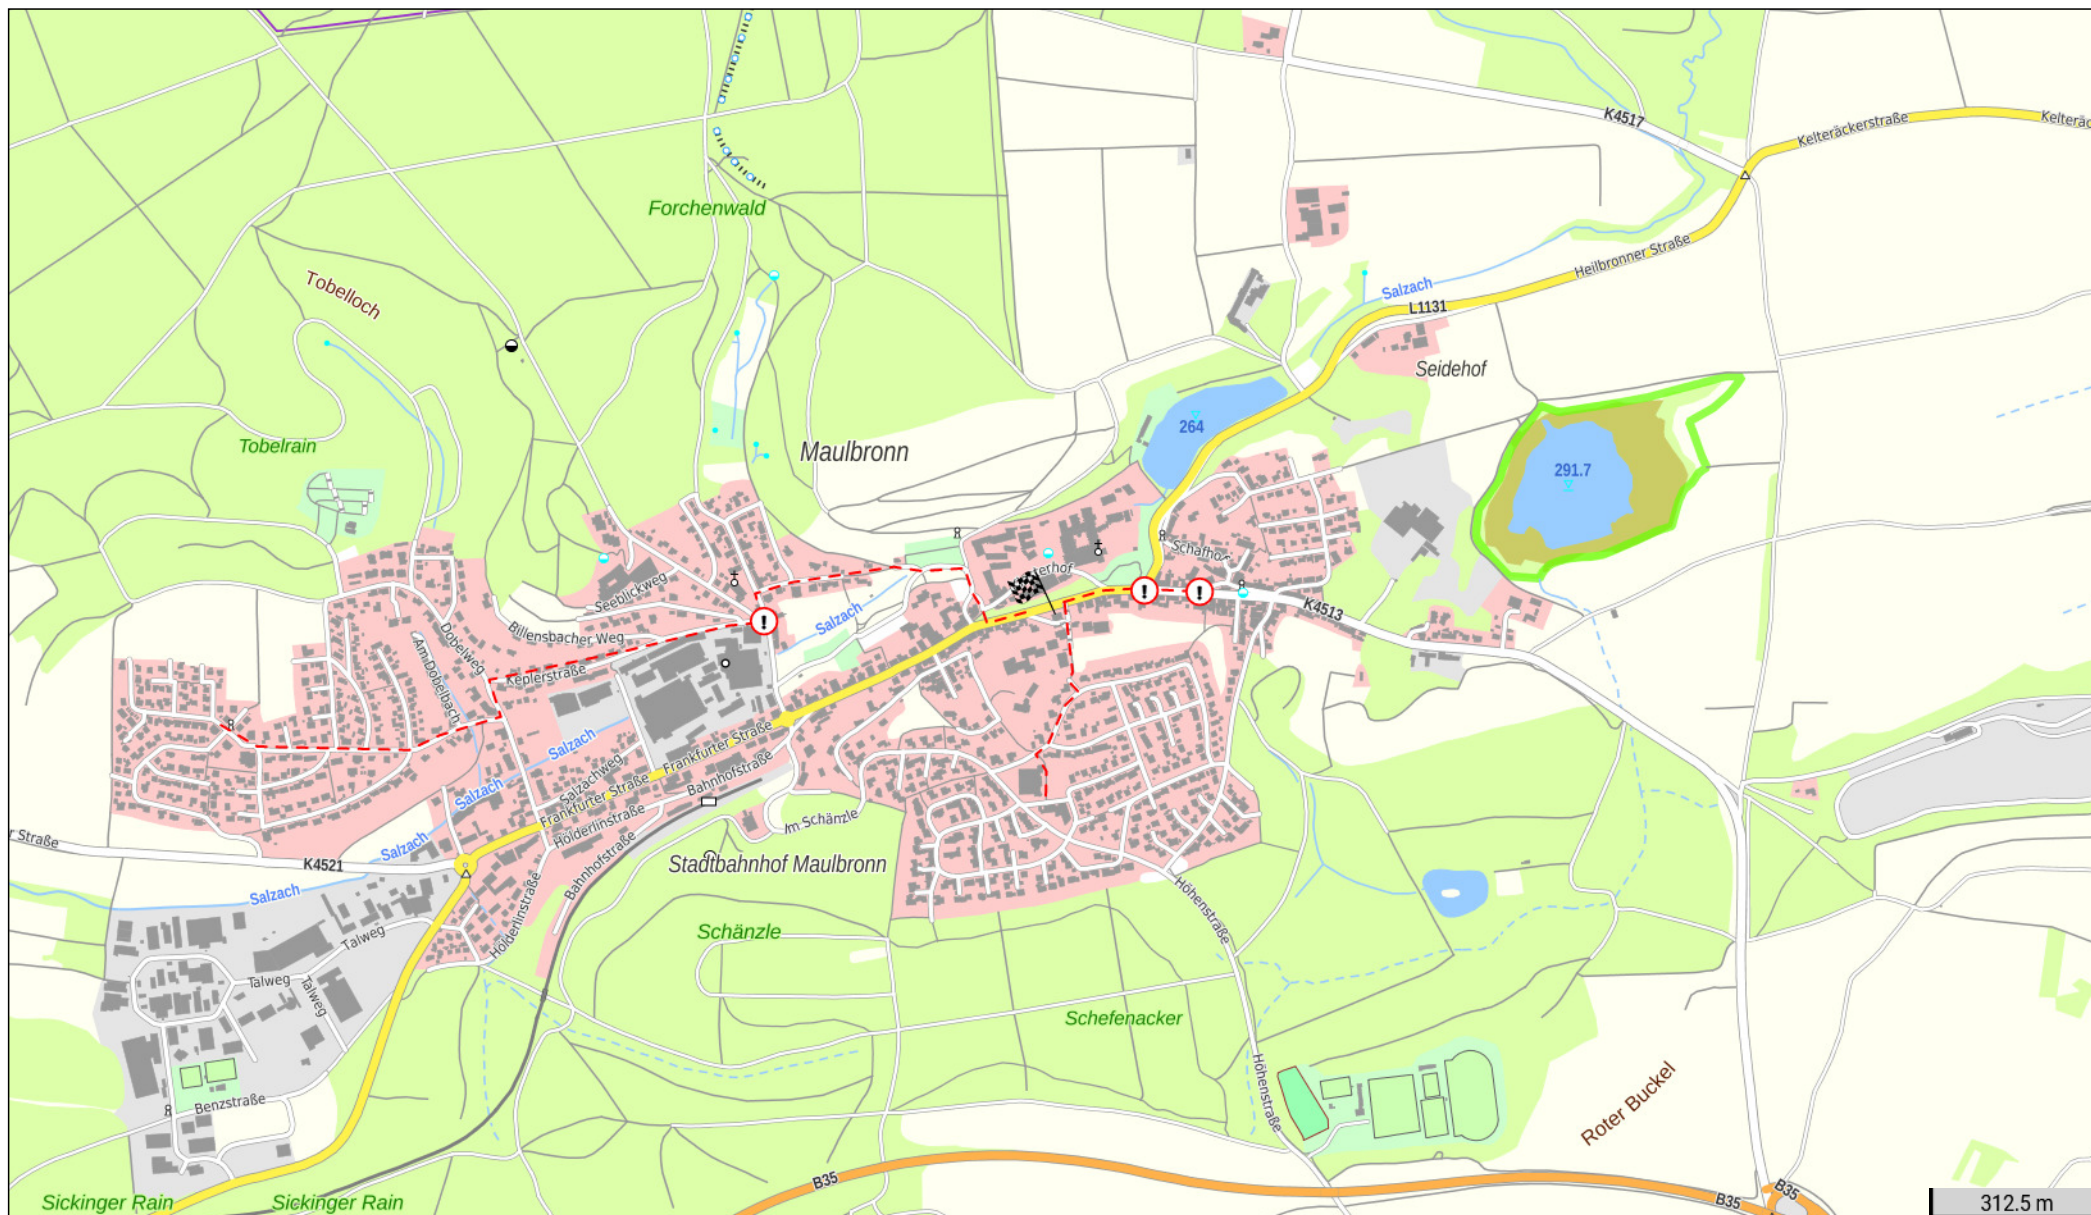 K4517
Kelteräckerstraße
Kelteräc
Forchenwald
Heilbronner Straße
Tobelloch
Salzach
L1131
Seidehof
264
Tobelrain
Maulbronn
291.7
Schafhof
terhof
Seeblickweg
K4513
Salzach
Billensbacher Weg
Dobelweg
Am Dobelbach
Keplerstraße
Salzach
Frankfurter Straße
Salzachweg
Bahnhofstraße
Salzach
Frankfurter Straße
Hölderlinstraße
Im Schänzle
r Straße
Salzach
K4521
Stadtbahnhof Maulbronn
Bahnhofstraße
Salzach
Höhenstraße
Hölderlinstraße
Schänzle
Talweg
Talweg
Talweg
Schefenacker
Höhenstraße
Benzstraße
Roter Buckel
B35
B35
B35
Sickinger Rain
Sickinger Rain
312.5 m